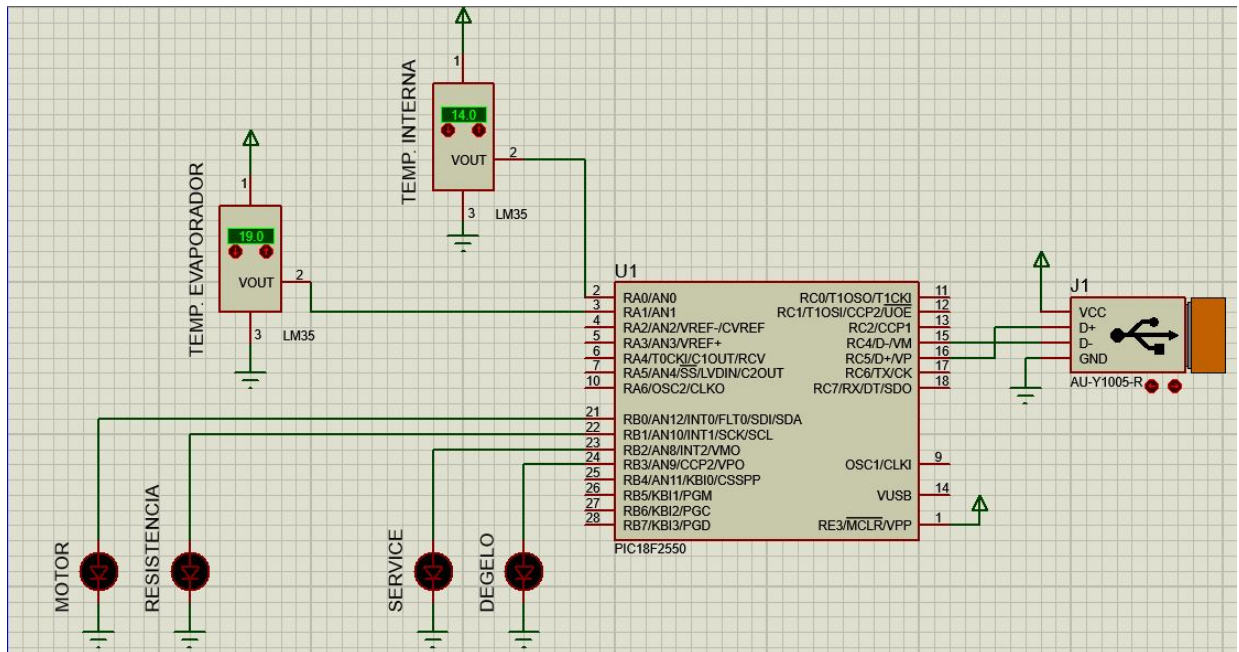 1
TEMP. INTERNA
14.0
VOUT
2
3
LM35
1
TEMP. EVAPORADOR
19.0
VOUT
2
3
LM35
U1
2 RA0/AN0
3 RA1/AN1
4 RA2/AN2/VREF-/CVREF
5 RA3/AN3/VREF+
6 RA4/T0CKI/C1OUT/RCV
7 RA5/AN4/SS/LVDIN/C2OUT
10 RA6/OSC2/CLKO
21 RB0/AN12/INT0/FLT0/SDI/SDA
22 RB1/AN10/INT1/SCK/SCL
23 RB2/AN8/INT2/VMO
24 RB3/AN9/CCP2/VPO
25 RB4/AN11/KBI0/CSSPP
26 RB5/KBI1/PGM
27 RB6/KBI2/PGC
28 RB7/KBI3/PGD
RC0/T1OSO/T1CKI 11
RC1/T1OSI/CCP2/UOE 12
RC2/CCP1 13
RC4/D-/VM 15
RC5/D+/VP 16
RC6/TX/CK 17
RC7/RX/DT/SDO 18
OSC1/CLKI 9
VUSB 14
RE3/MCLR/VPP 1
PIC18F2550
J1
VCC
D+
D-
GND
AU-Y1005-R
MOTOR
RESISTENCIA
SERVICE
DEGELO